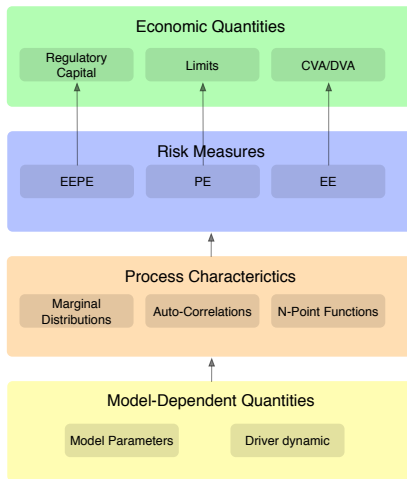 Economic Quantities
Regulatory
Capital
Limits
CVA/DVA
Risk Measures
EEPE
PE
EE
Process Characterictics
Marginal
Distributions
Auto-Correlations
N-Point Functions
Model-Dependent Quantities
Model Parameters
Driver dynamic